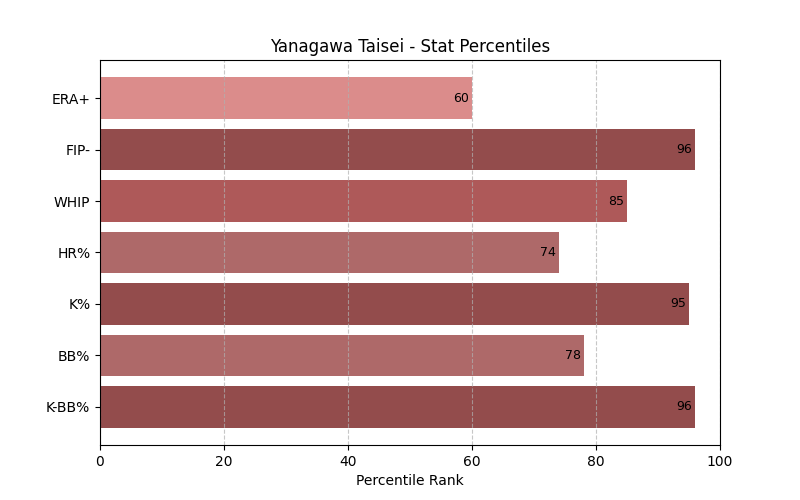 Yanagawa Taisei - Stat Percentiles
ERA+ 60
FIP- 96
WHIP 85
HR% 74
K% 95
BB% 78
K-BB% 96
0 20 40 60 80 100
Percentile Rank